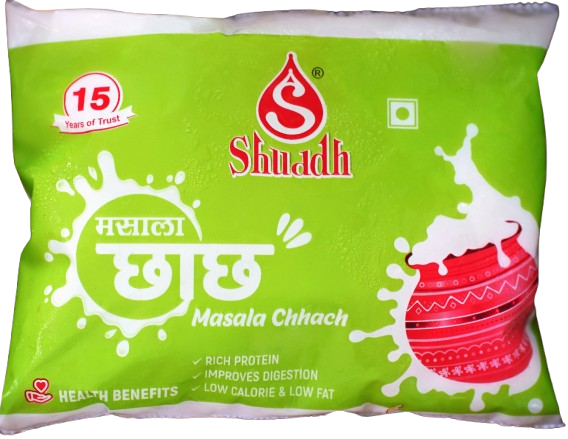 15
Years of Trust
®
Shuddh
मसाला
छाछ
Masala Chhach
HEALTH BENEFITS
✓ RICH PROTEIN
✓ IMPROVES DIGESTION
✓ LOW CALORIE & LOW FAT